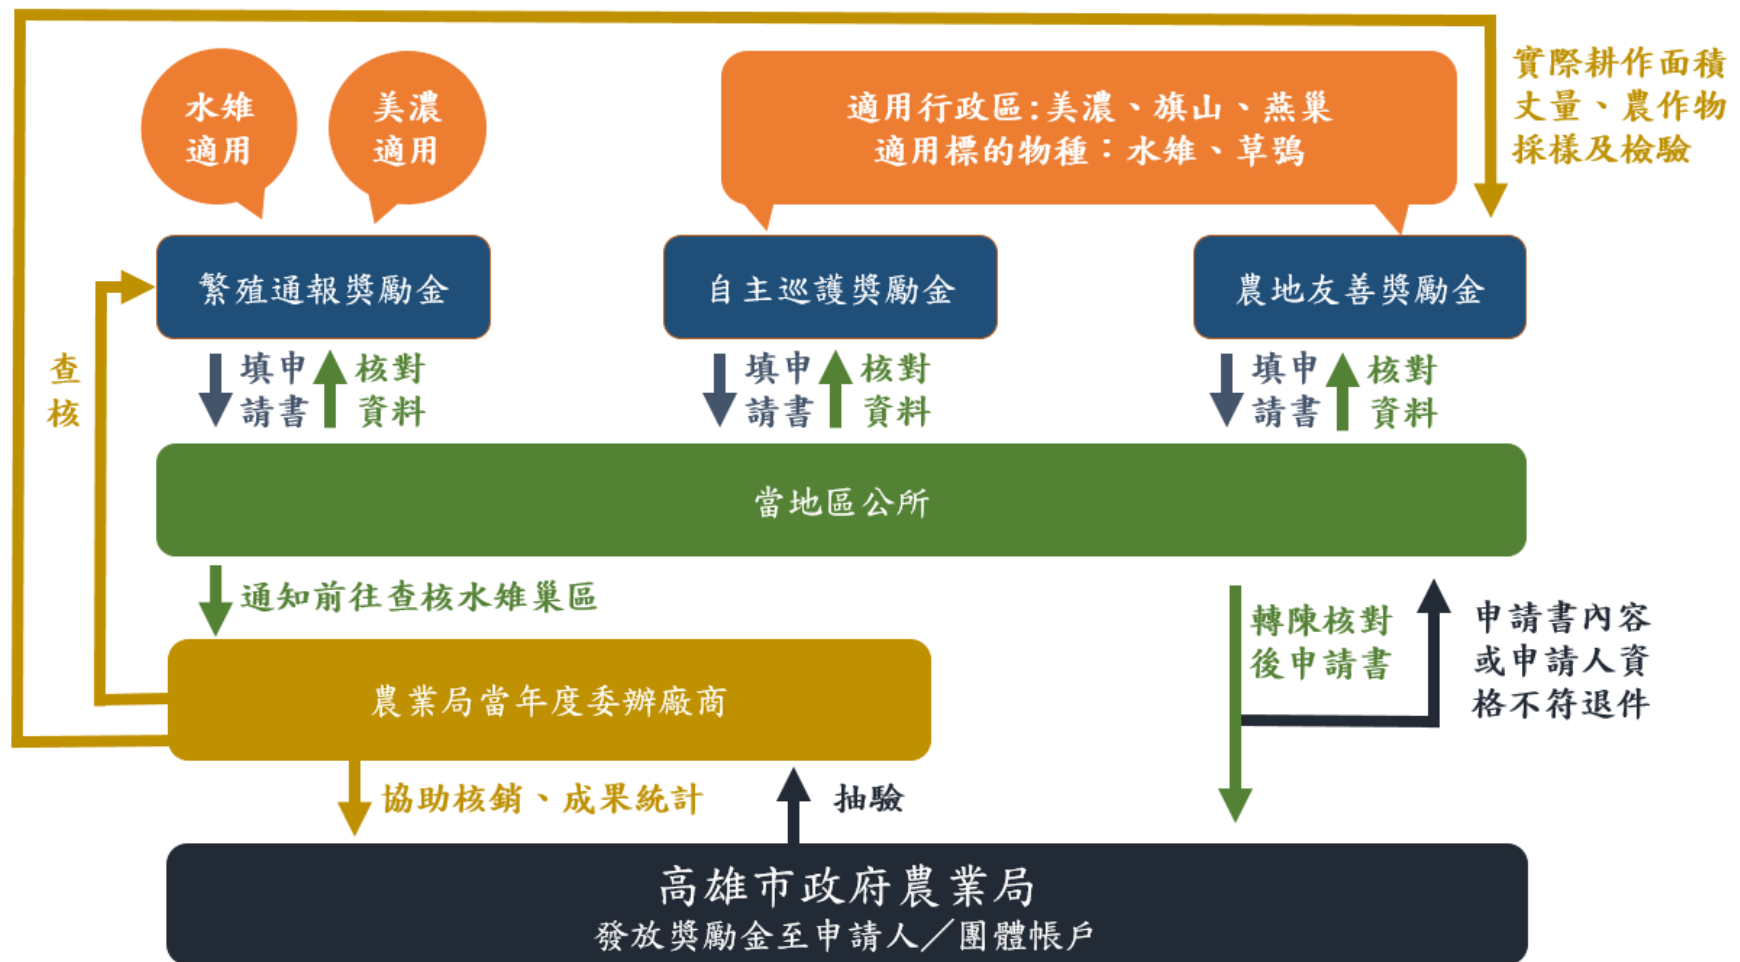 水雉
適用
美濃
適用
適用行政區:美濃、旗山、燕巢
適用標的物種：水雉、草鴞
實際耕作面積
丈量、農作物
採樣及檢驗
繁殖通報獎勵金
自主巡護獎勵金
農地友善獎勵金
查
核
填申
請書
核對
資料
填申
請書
核對
資料
填申
請書
核對
資料
當地區公所
通知前往查核水雉巢區
轉陳核對
後申請書
申請書內容
或申請人資
格不符退件
農業局當年度委辦廠商
協助核銷、成果統計
抽驗
高雄市政府農業局
發放獎勵金至申請人／團體帳戶